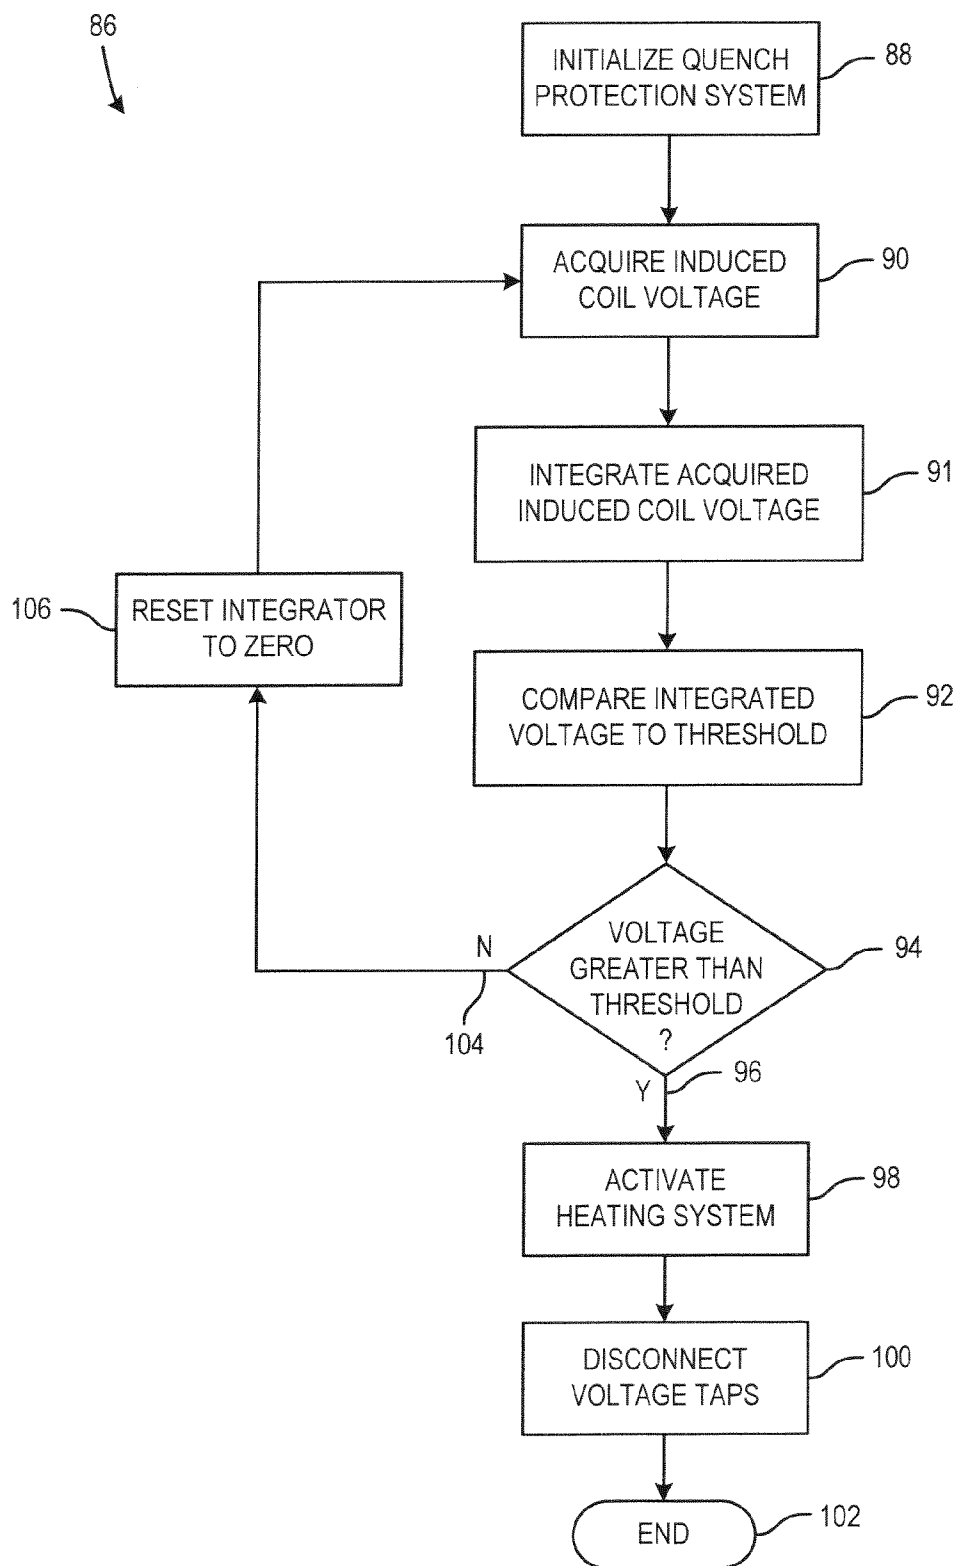 86
INITIALIZE QUENCH
PROTECTION SYSTEM
88
ACQUIRE INDUCED
COIL VOLTAGE
90
INTEGRATE ACQUIRED
INDUCED COIL VOLTAGE
91
106
RESET INTEGRATOR
TO ZERO
COMPARE INTEGRATED
VOLTAGE TO THRESHOLD
92
N
104
VOLTAGE
GREATER THAN
THRESHOLD
?
94
Y
96
ACTIVATE
HEATING SYSTEM
98
DISCONNECT
VOLTAGE TAPS
100
END
102